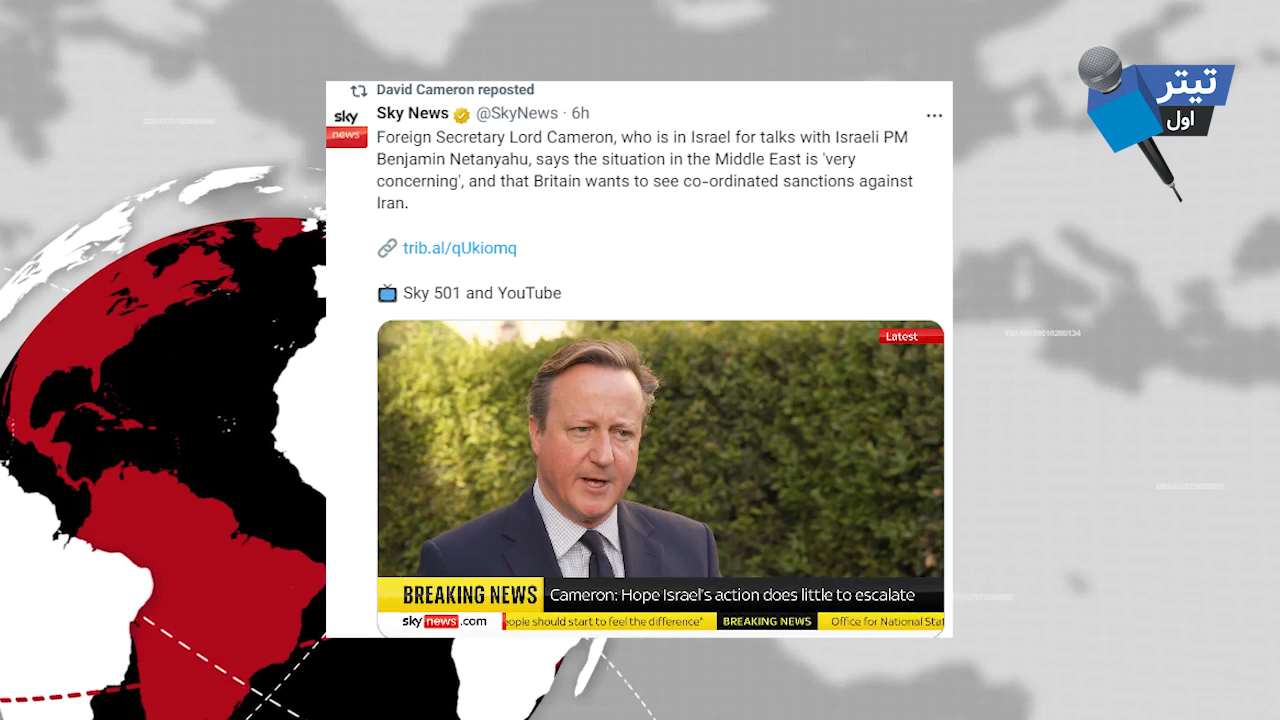 David Cameron reposted
sky
news
Sky News @SkyNews · 6h
Foreign Secretary Lord Cameron, who is in Israel for talks with Israeli PM
Benjamin Netanyahu, says the situation in the Middle East is 'very
concerning', and that Britain wants to see co-ordinated sanctions against
Iran.
trib.al/qUkiomq
Sky 501 and YouTube
Latest
BREAKING NEWS
Cameron: Hope Israel's action does little to escalate
skynews.com
eople should start to feel the difference"
BREAKING NEWS
Office for National Stat
تیتر
اول